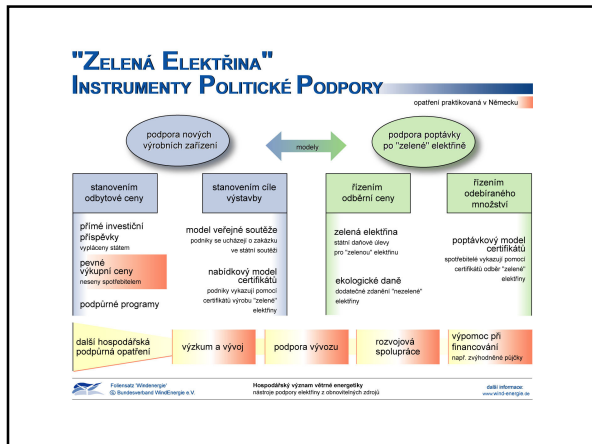 "ZELENÁ ELEKTŘINA"
INSTRUMENTY POLITICKÉ PODPORY
opatření praktikovaná v Německu
podpora nových
výrobních zařízení
modely
podpora poptávky
po "zelené" elektřině
stanovením
odbytové ceny
přímé investiční
příspěvky
vypláceny státem
pevné
výkupní ceny
neseny spotřebitelem
podpůrné programy
stanovením cíle
výstavby
model veřejné soutěže
podniky se ucházejí o zakázku
ve státní soutěži
nabídkový model
certifikátů
podniky vykazují pomocí
certifikátů výrobu "zelené"
elektřiny
řízením
odběrní ceny
zelená elektřina
státní daňové úlevy
pro "zelenou" elektřinu
ekologické daně
dodatečné zdanění "nezelené"
elektřiny
řízením
odebíraného
množství
poptávkový model
certifikátů
spotřebitelé vykazují pomocí
certifikátů odběr "zelené"
elektřiny
další hospodářská
podpůrná opatření
výzkum a vývoj
podpora vývozu
rozvojová
spolupráce
výpomoc při
financování
např. zvýhodněné půjčky
Foliensatz 'Windenergie'
© Bundesverband WindEnergie e.V.
Hospodářský význam větrné energetiky
nástroje podpory elektřiny z obnovitelných zdrojů
další informace:
www.wind-energie.de